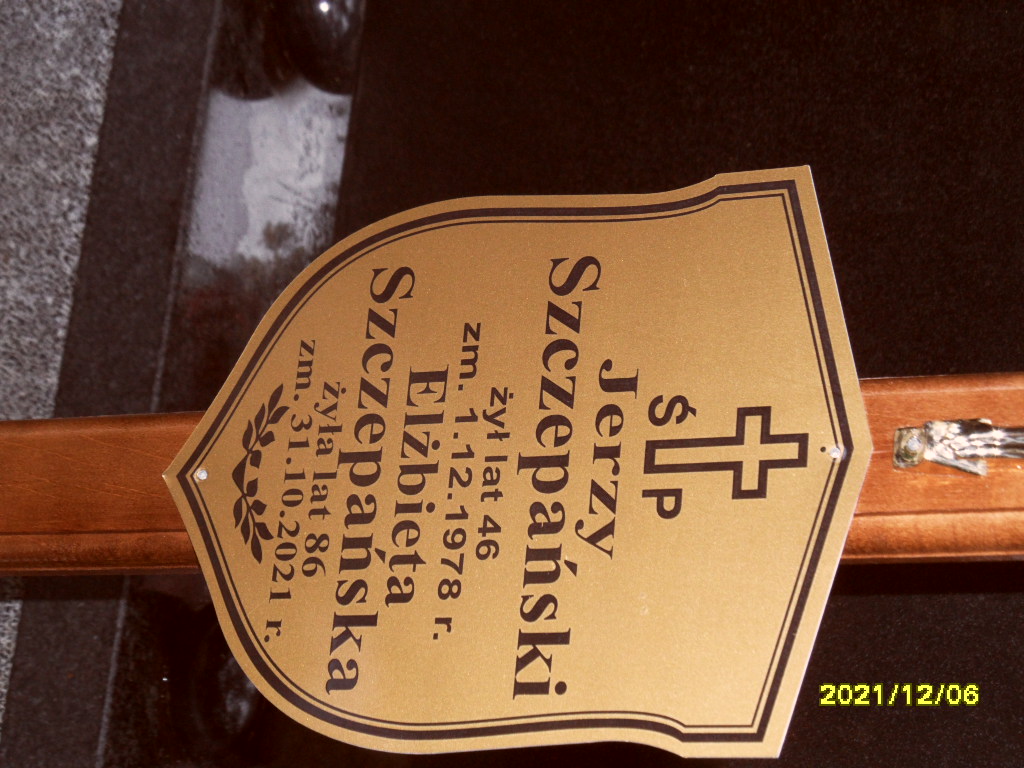 Ś P
Jerzy
Szczepański
żył lat 46
zm. 1.12.1978 r.
Elżbieta
Szczepańska
żyła lat 86
zm. 31.10.2021 r.
2021/12/06